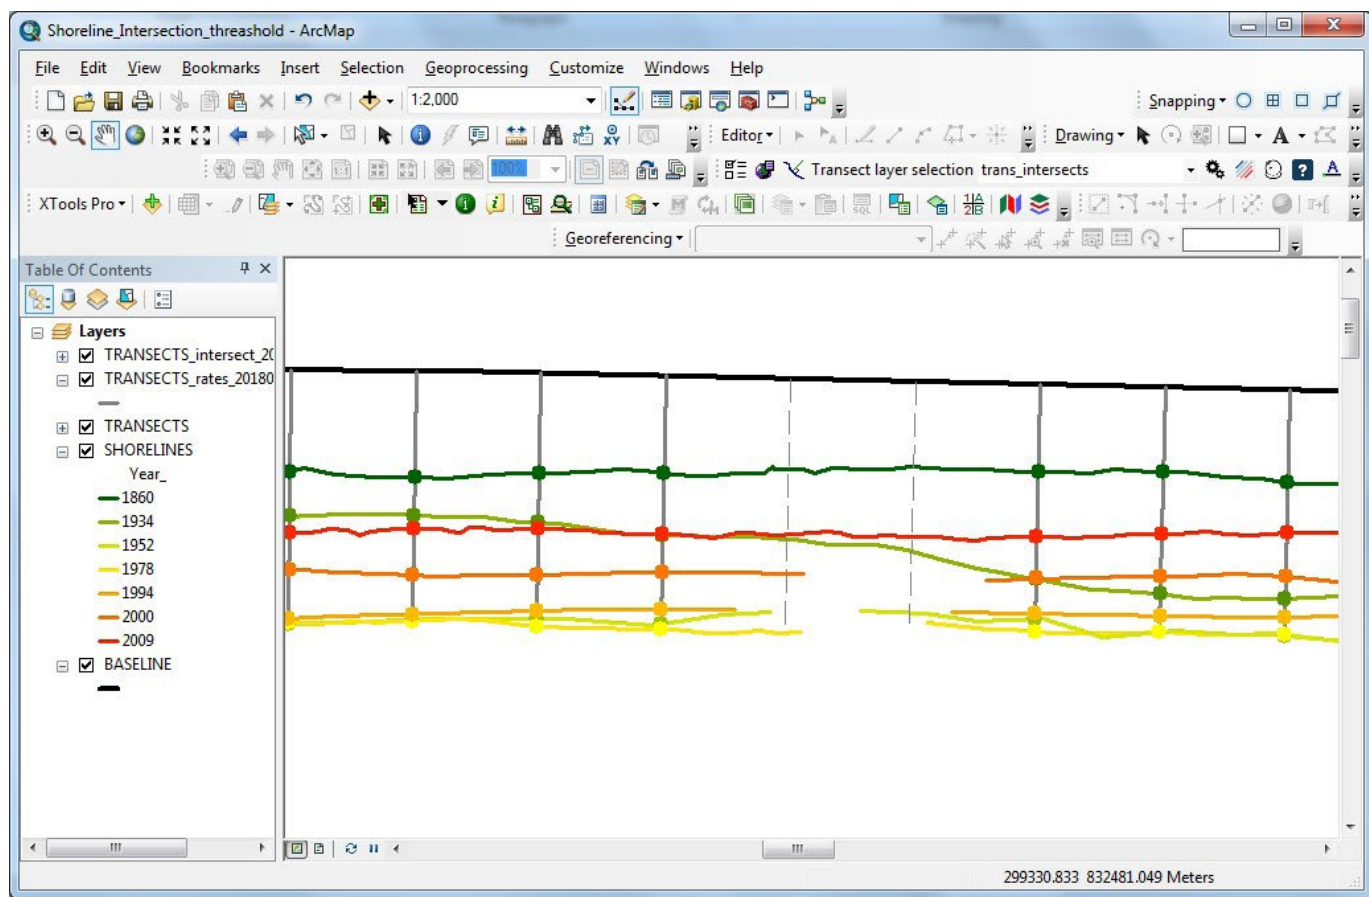 Shoreline_Intersection_threashold - ArcMap
File Edit View Bookmarks Insert Selection Geoprocessing Customize Windows Help
1:2,000
Snapping
Editor
Drawing
100%
Transect layer selection trans_intersects
XTools Pro
Georeferencing
Table Of Contents
Layers
TRANSECTS_intersect_20
TRANSECTS_rates_20180
TRANSECTS
SHORELINES
Year_
1860
1934
1952
1978
1994
2000
2009
BASELINE
299330.833 832481.049 Meters